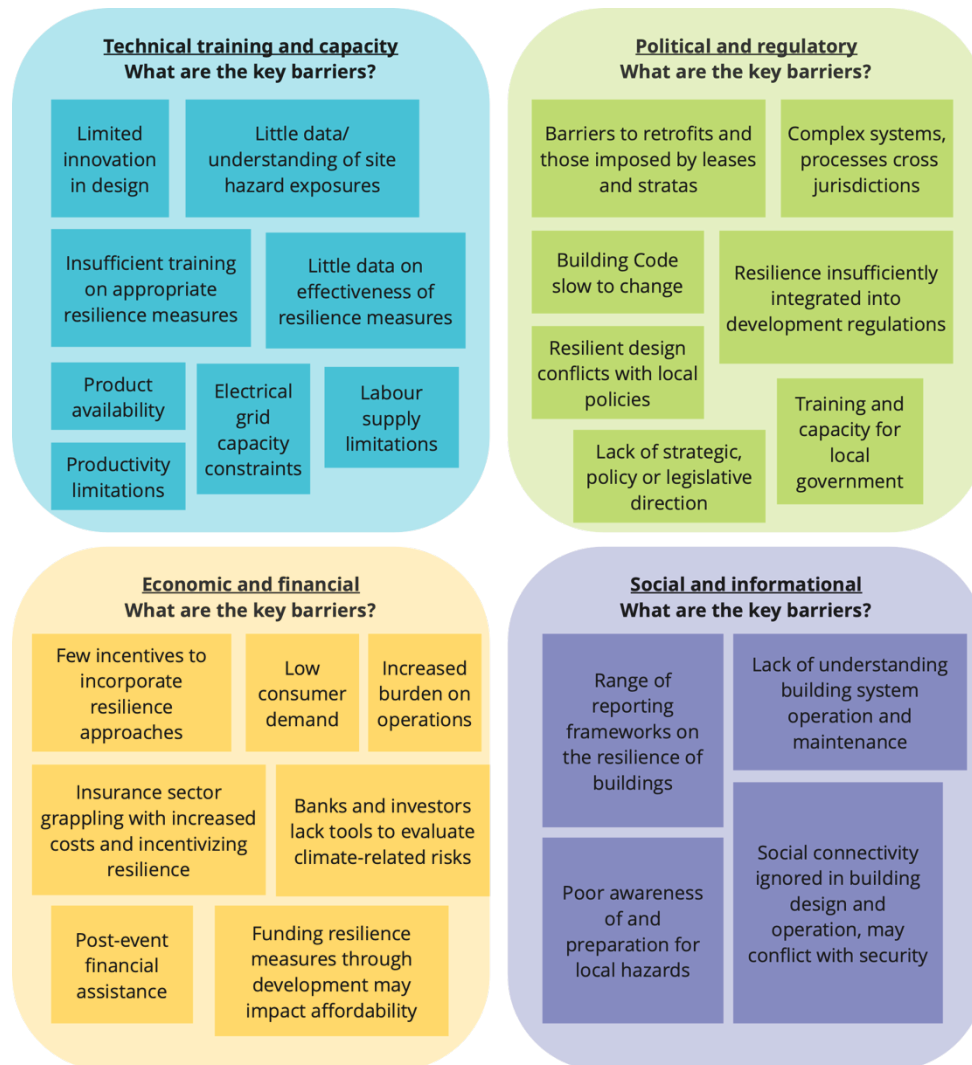 Technical training and capacity
What are the key barriers?
Limited
innovation
in design
Little data/
understanding of site
hazard exposures
Insufficient training
on appropriate
resilience measures
Little data on
effectiveness of
resilience measures
Product
availability
Electrical
grid
capacity
constraints
Labour
supply
limitations
Productivity
limitations
Political and regulatory
What are the key barriers?
Barriers to retrofits and
those imposed by leases
and stratas
Complex systems,
processes cross
jurisdictions
Building Code
slow to change
Resilience insufficiently
integrated into
development regulations
Resilient design
conflicts with local
policies
Training and
capacity for
local
government
Lack of strategic,
policy or legislative
direction
Economic and financial
What are the key barriers?
Few incentives to
incorporate
resilience
approaches
Low
consumer
demand
Increased
burden on
operations
Insurance sector
grappling with increased
costs and incentivizing
resilience
Banks and investors
lack tools to evaluate
climate-related risks
Post-event
financial
assistance
Funding resilience
measures through
development may
impact affordability
Social and informational
What are the key barriers?
Range of
reporting
frameworks on
the resilience of
buildings
Lack of understanding
building system
operation and
maintenance
Poor awareness
of and
preparation for
local hazards
Social connectivity
ignored in building
design and
operation, may
conflict with security